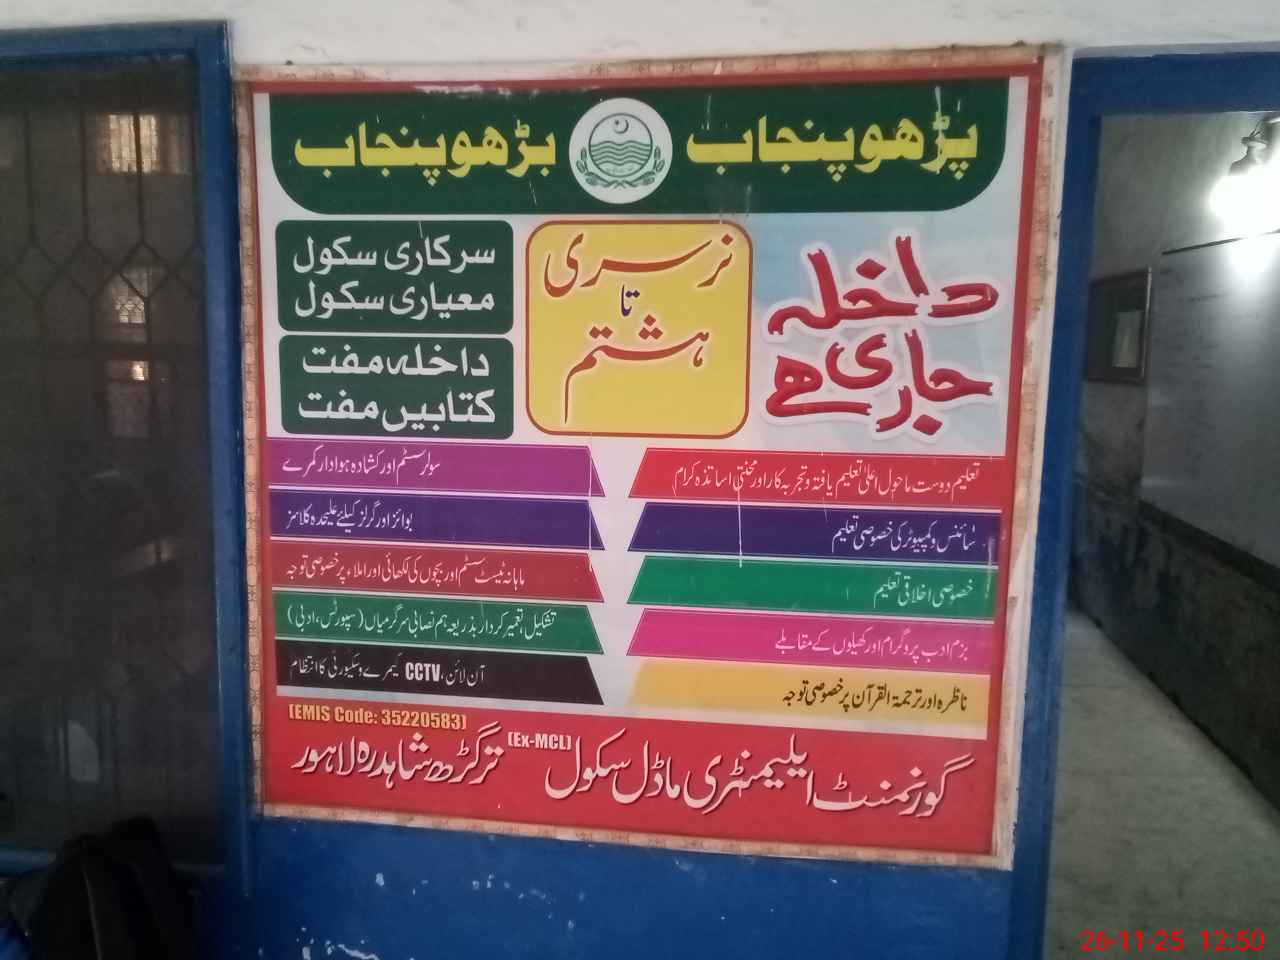 پڑھو پنجاب بڑھو پنجاب
داخلہ
جاری ہے
نرسری
تا
ہشتم
سرکاری سکول
معیاری سکول
داخلہ مفت
کتابیں مفت
تعلیم دوست ماحول اعلیٰ تعلیم یافتہ و تجربہ کار اور محنتی اساتذہ کرام
سائنس و کمپیوٹر کی خصوصی تعلیم
خصوصی اخلاقی تعلیم
بزم ادب پروگرام اور کھیلوں کے مقابلے
ناظرہ اور ترجمۃ القرآن پر خصوصی توجہ
سولر سسٹم اور کشادہ ہوادار کمرے
بوائز اور گرلز کیلئے علیحدہ کلاسز
ماہانہ ٹیسٹ سسٹم اور بچوں کی لکھائی اور املاء پر خصوصی توجہ
تشکیل، تعمیر کردار بذریعہ ہم نصابی سرگرمیاں (سپورٹس، ادبی)
آن لائن، CCTV کیمرے و سکیورٹی کا انتظام
(EMIS Code: 35220583)
گورنمنٹ ایلیمنٹری ماڈل سکول (Ex-MCL) ترگڑھ شاہدرہ لاہور
26-11-25 12:50